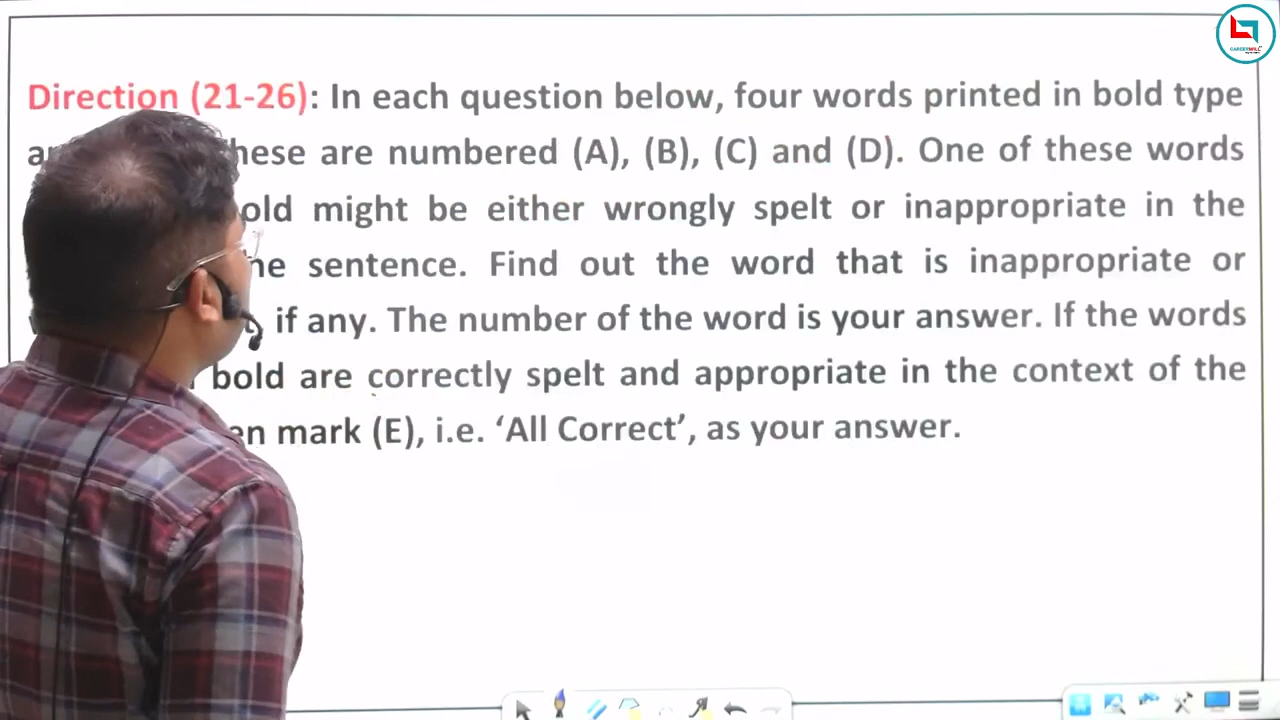 Direction (21-26): In each question below, four words printed in bold type
these are numbered (A), (B), (C) and (D). One of these words
bold might be either wrongly spelt or inappropriate in the
the sentence. Find out the word that is inappropriate or
if any. The number of the word is your answer. If the words
bold are correctly spelt and appropriate in the context of the
mark (E), i.e. ‘All Correct’, as your answer.